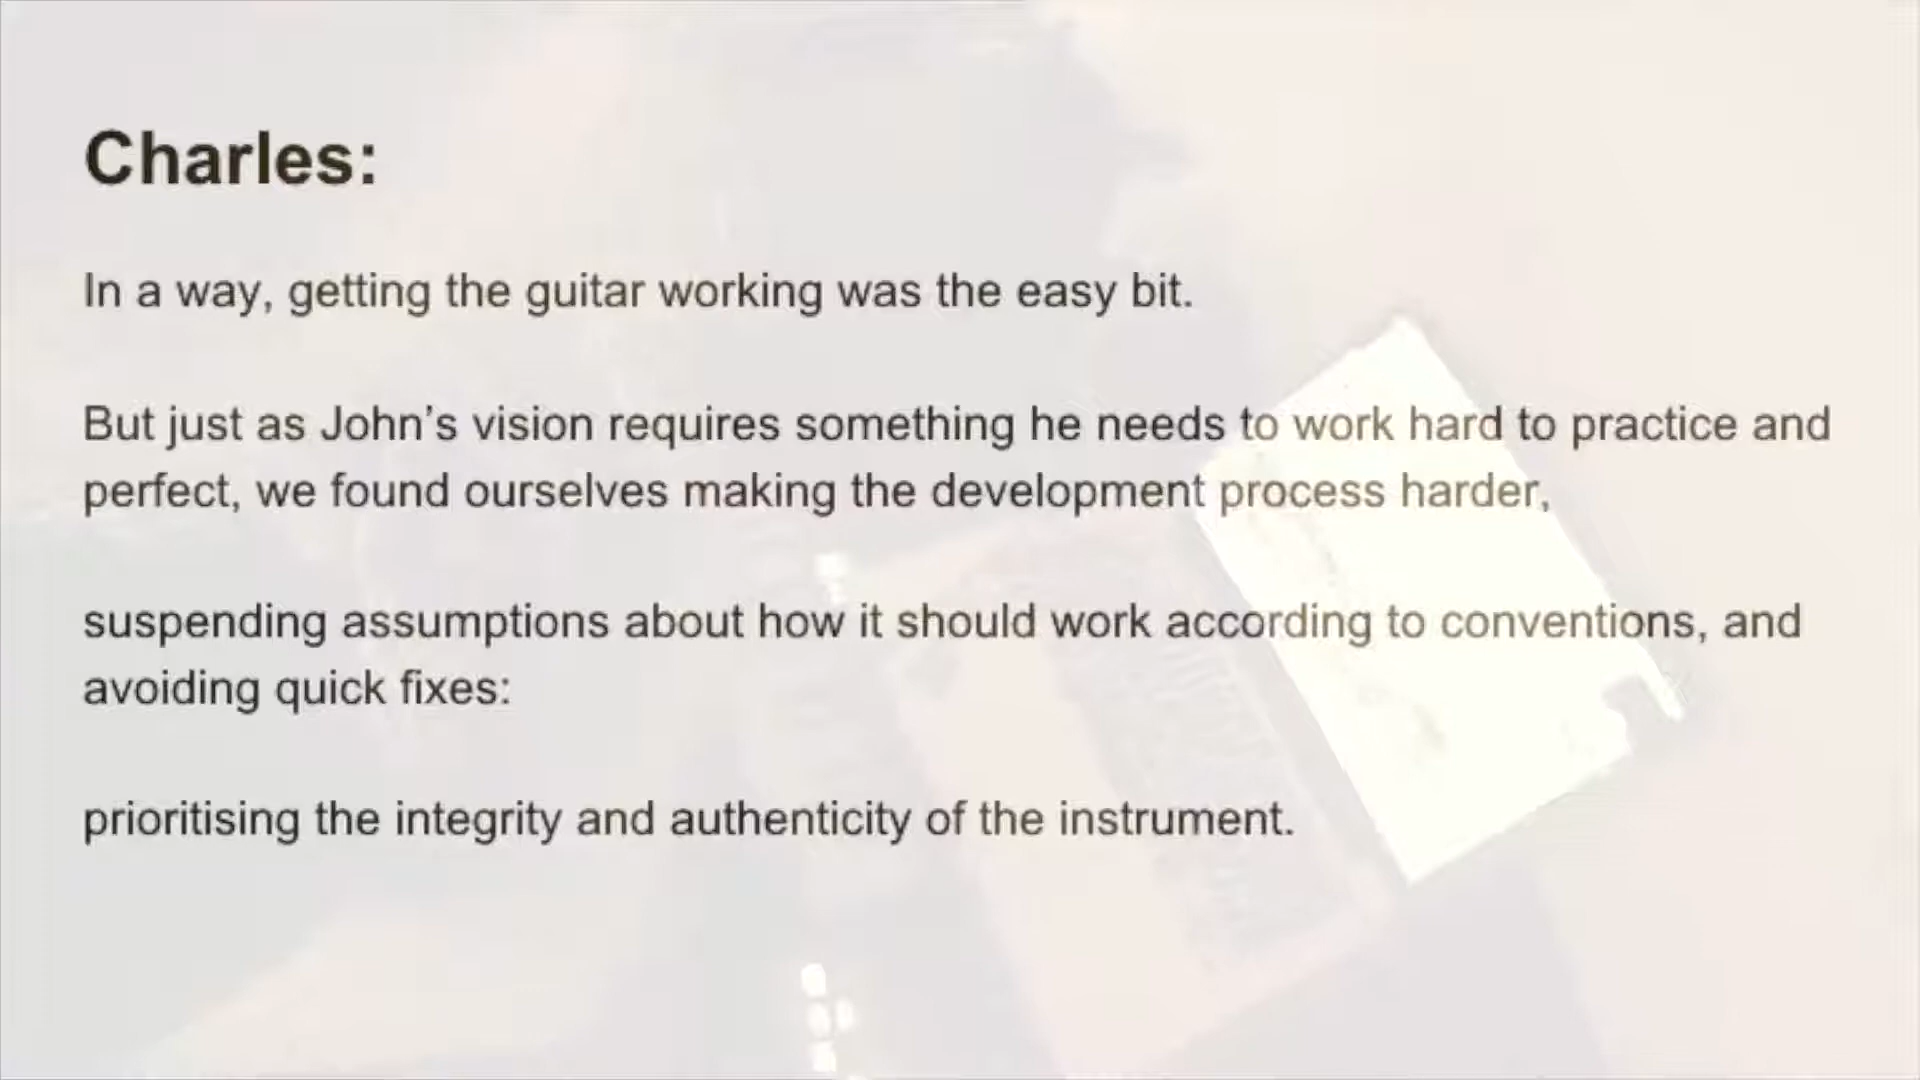 Charles:
In a way, getting the guitar working was the easy bit.
But just as John’s vision requires something he needs to work hard to practice and
perfect, we found ourselves making the development process harder,
suspending assumptions about how it should work according to conventions, and
avoiding quick fixes:
prioritising the integrity and authenticity of the instrument.